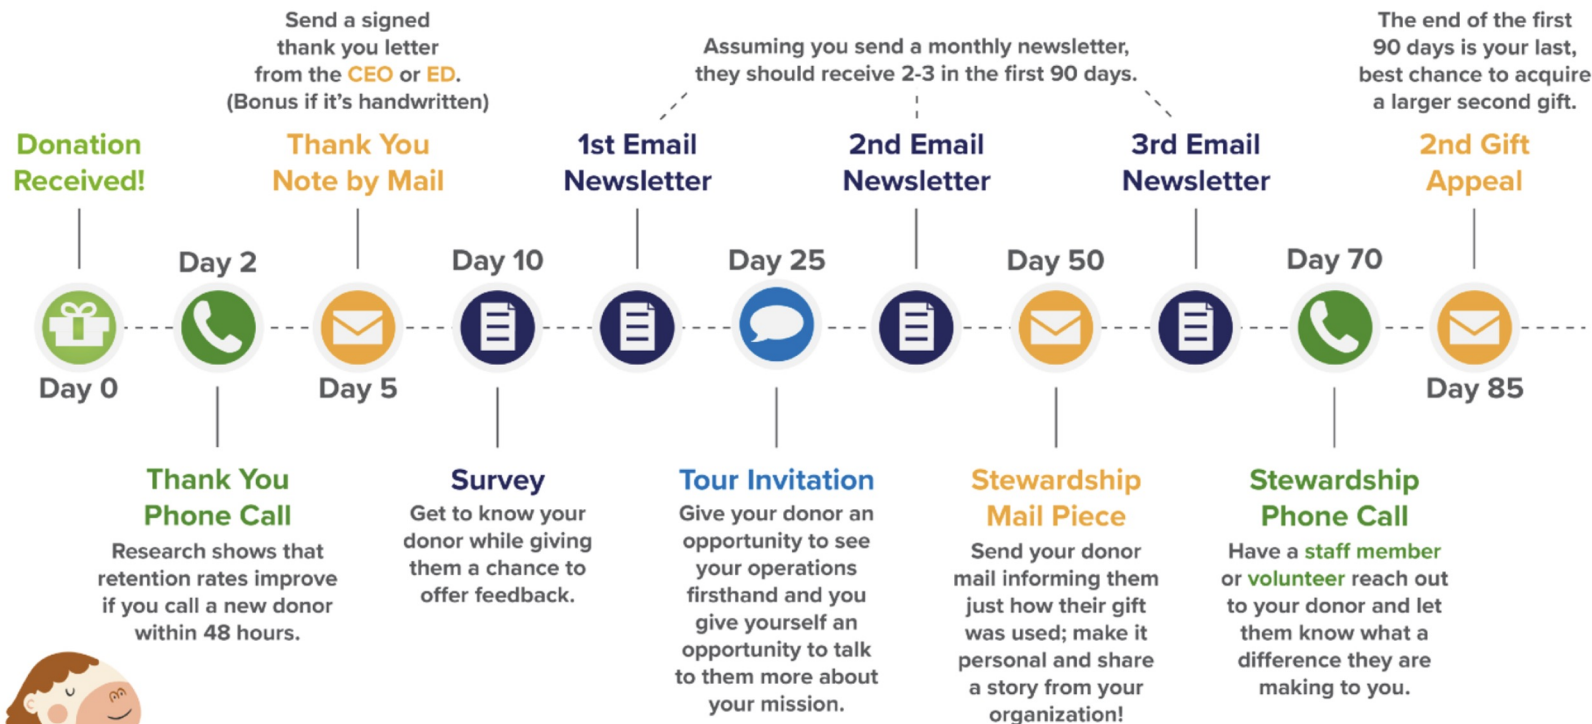 Send a signed
thank you letter
from the CEO or ED.
(Bonus if it's handwritten)
Assuming you send a monthly newsletter,
they should receive 2-3 in the first 90 days.
The end of the first
90 days is your last,
best chance to acquire
a larger second gift.
Donation
Received!
Thank You
Note by Mail
1st Email
Newsletter
2nd Email
Newsletter
3rd Email
Newsletter
2nd Gift
Appeal
Day 2
Day 10
Day 25
Day 50
Day 70
Day 0
Day 5
Day 85
Thank You
Phone Call
Research shows that
retention rates improve
if you call a new donor
within 48 hours.
Survey
Get to know your
donor while giving
them a chance to
offer feedback.
Tour Invitation
Give your donor an
opportunity to see
your operations
firsthand and you
give yourself an
opportunity to talk
to them more about
your mission.
Stewardship
Mail Piece
Send your donor
mail informing them
just how their gift
was used; make it
personal and share
a story from your
organization!
Stewardship
Phone Call
Have a staff member
or volunteer reach out
to your donor and let
them know what a
difference they are
making to you.